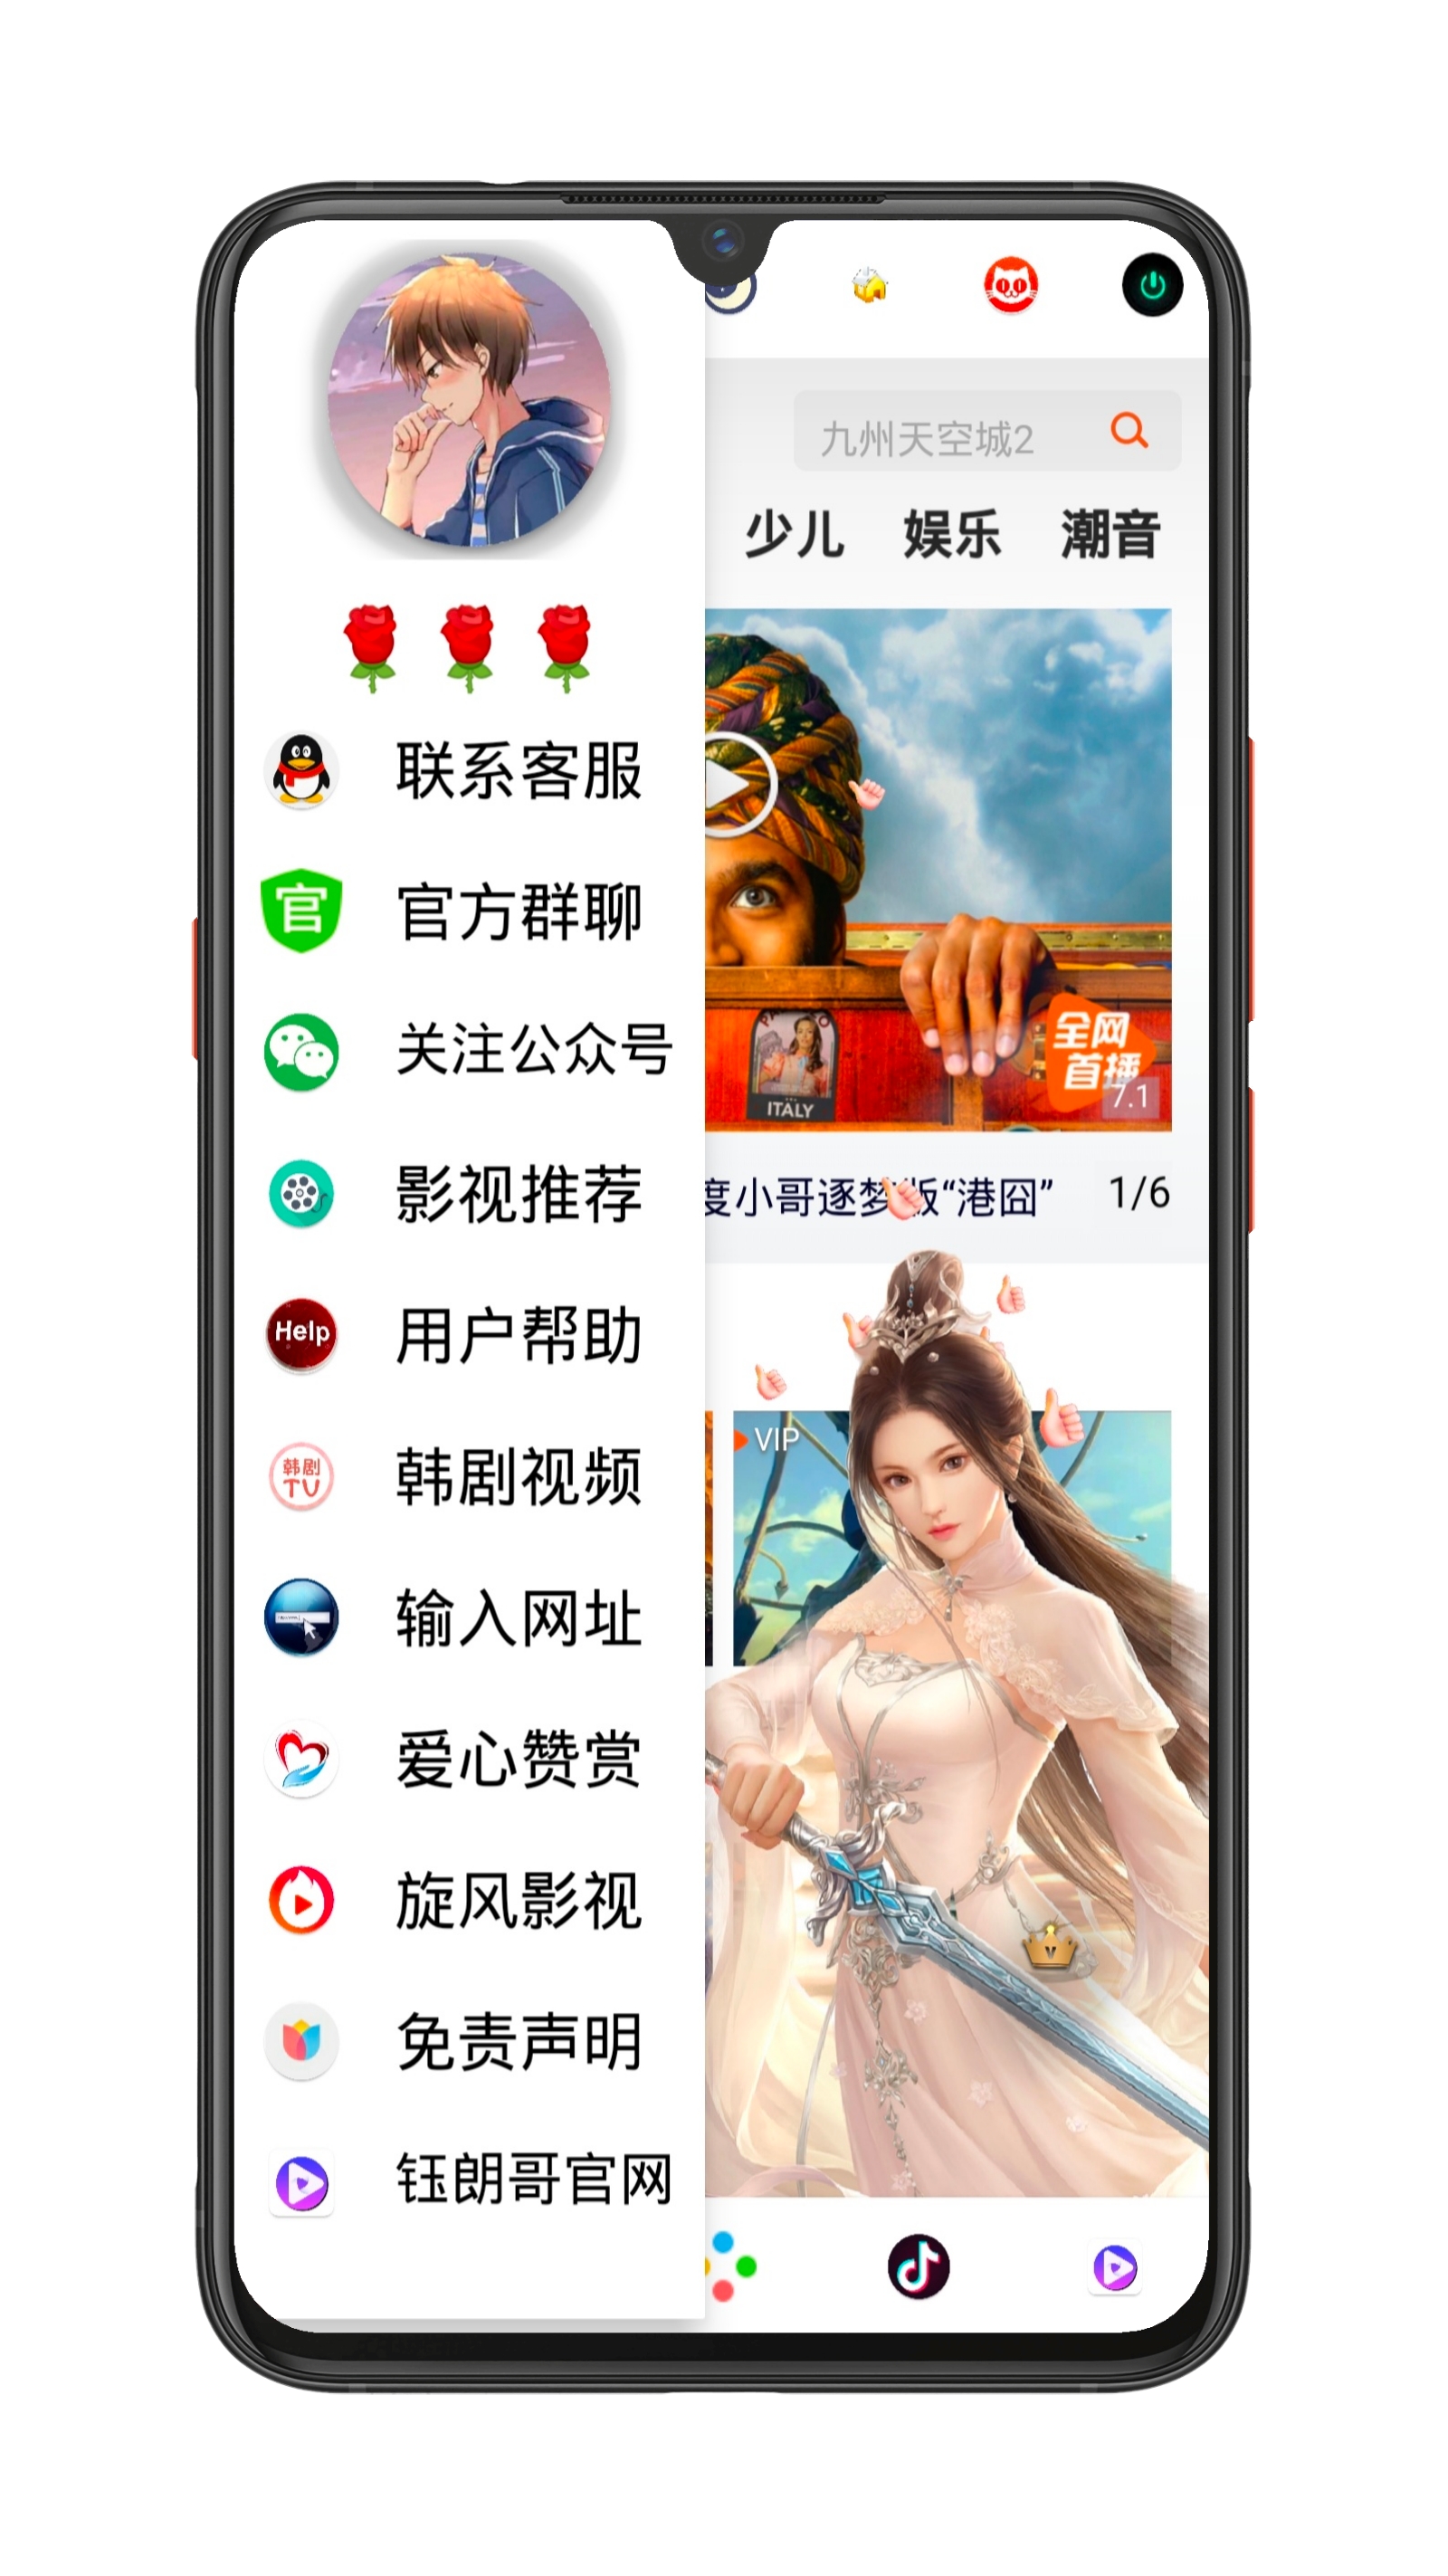 九州天空城2
少儿 娱乐 潮音
联系客服
官
官方群聊
关注公众号
影视推荐
Help
用户帮助
韩剧
TV
韩剧视频
输入网址
爱心赞赏
旋风影视
免责声明
钰朗哥官网
ITALY
全网
首播
7.1
度小哥逐梦版“港囧”
1/6
VIP